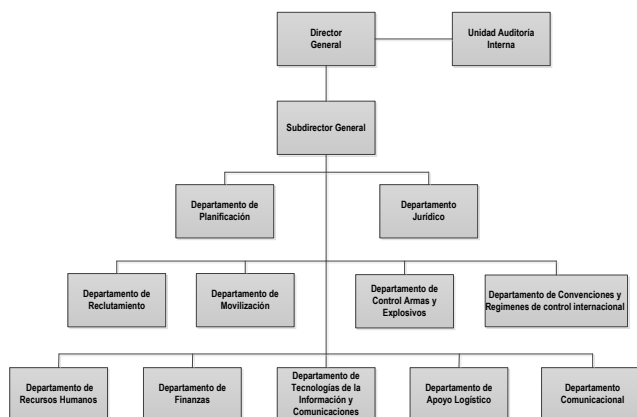 Director
General
Unidad Auditoría
Interna
Subdirector General
Departamento de
Planificación
Departamento
Jurídico
Departamento de
Reclutamiento
Departamento de
Movilización
Departamento de
Control Armas y
Explosivos
Departamento de Convenciones y
Regimenes de control internacional
Departamento de
Recursos Humanos
Departamento de
Finanzas
Departamento de
Tecnologías de la
Información y
Comunicaciones
Departamento de
Apoyo Logístico
Departamento
Comunicacional